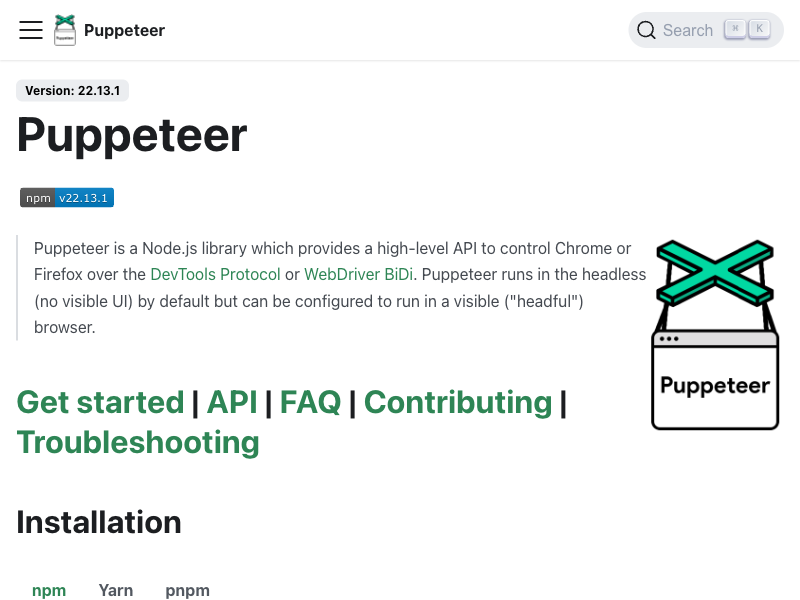 Puppeteer
Search ⌘ K
Version: 22.13.1
Puppeteer
npm v22.13.1
Puppeteer is a Node.js library which provides a high-level API to control Chrome or
Firefox over the DevTools Protocol or WebDriver BiDi. Puppeteer runs in the headless
(no visible UI) by default but can be configured to run in a visible ("headful")
browser.
Puppeteer
Get started | API | FAQ | Contributing |
Troubleshooting
Installation
npm Yarn pnpm